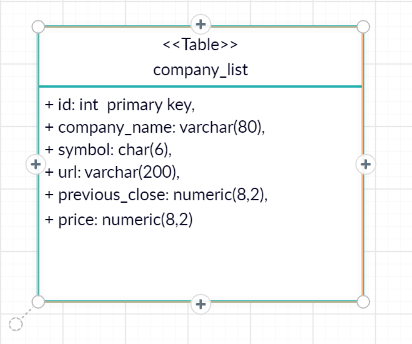 <<Table>>
company_list
+ id: int  primary key,
+ company_name: varchar(80),
+ symbol: char(6),
+ url: varchar(200),
+ previous_close: numeric(8,2),
+ price: numeric(8,2)